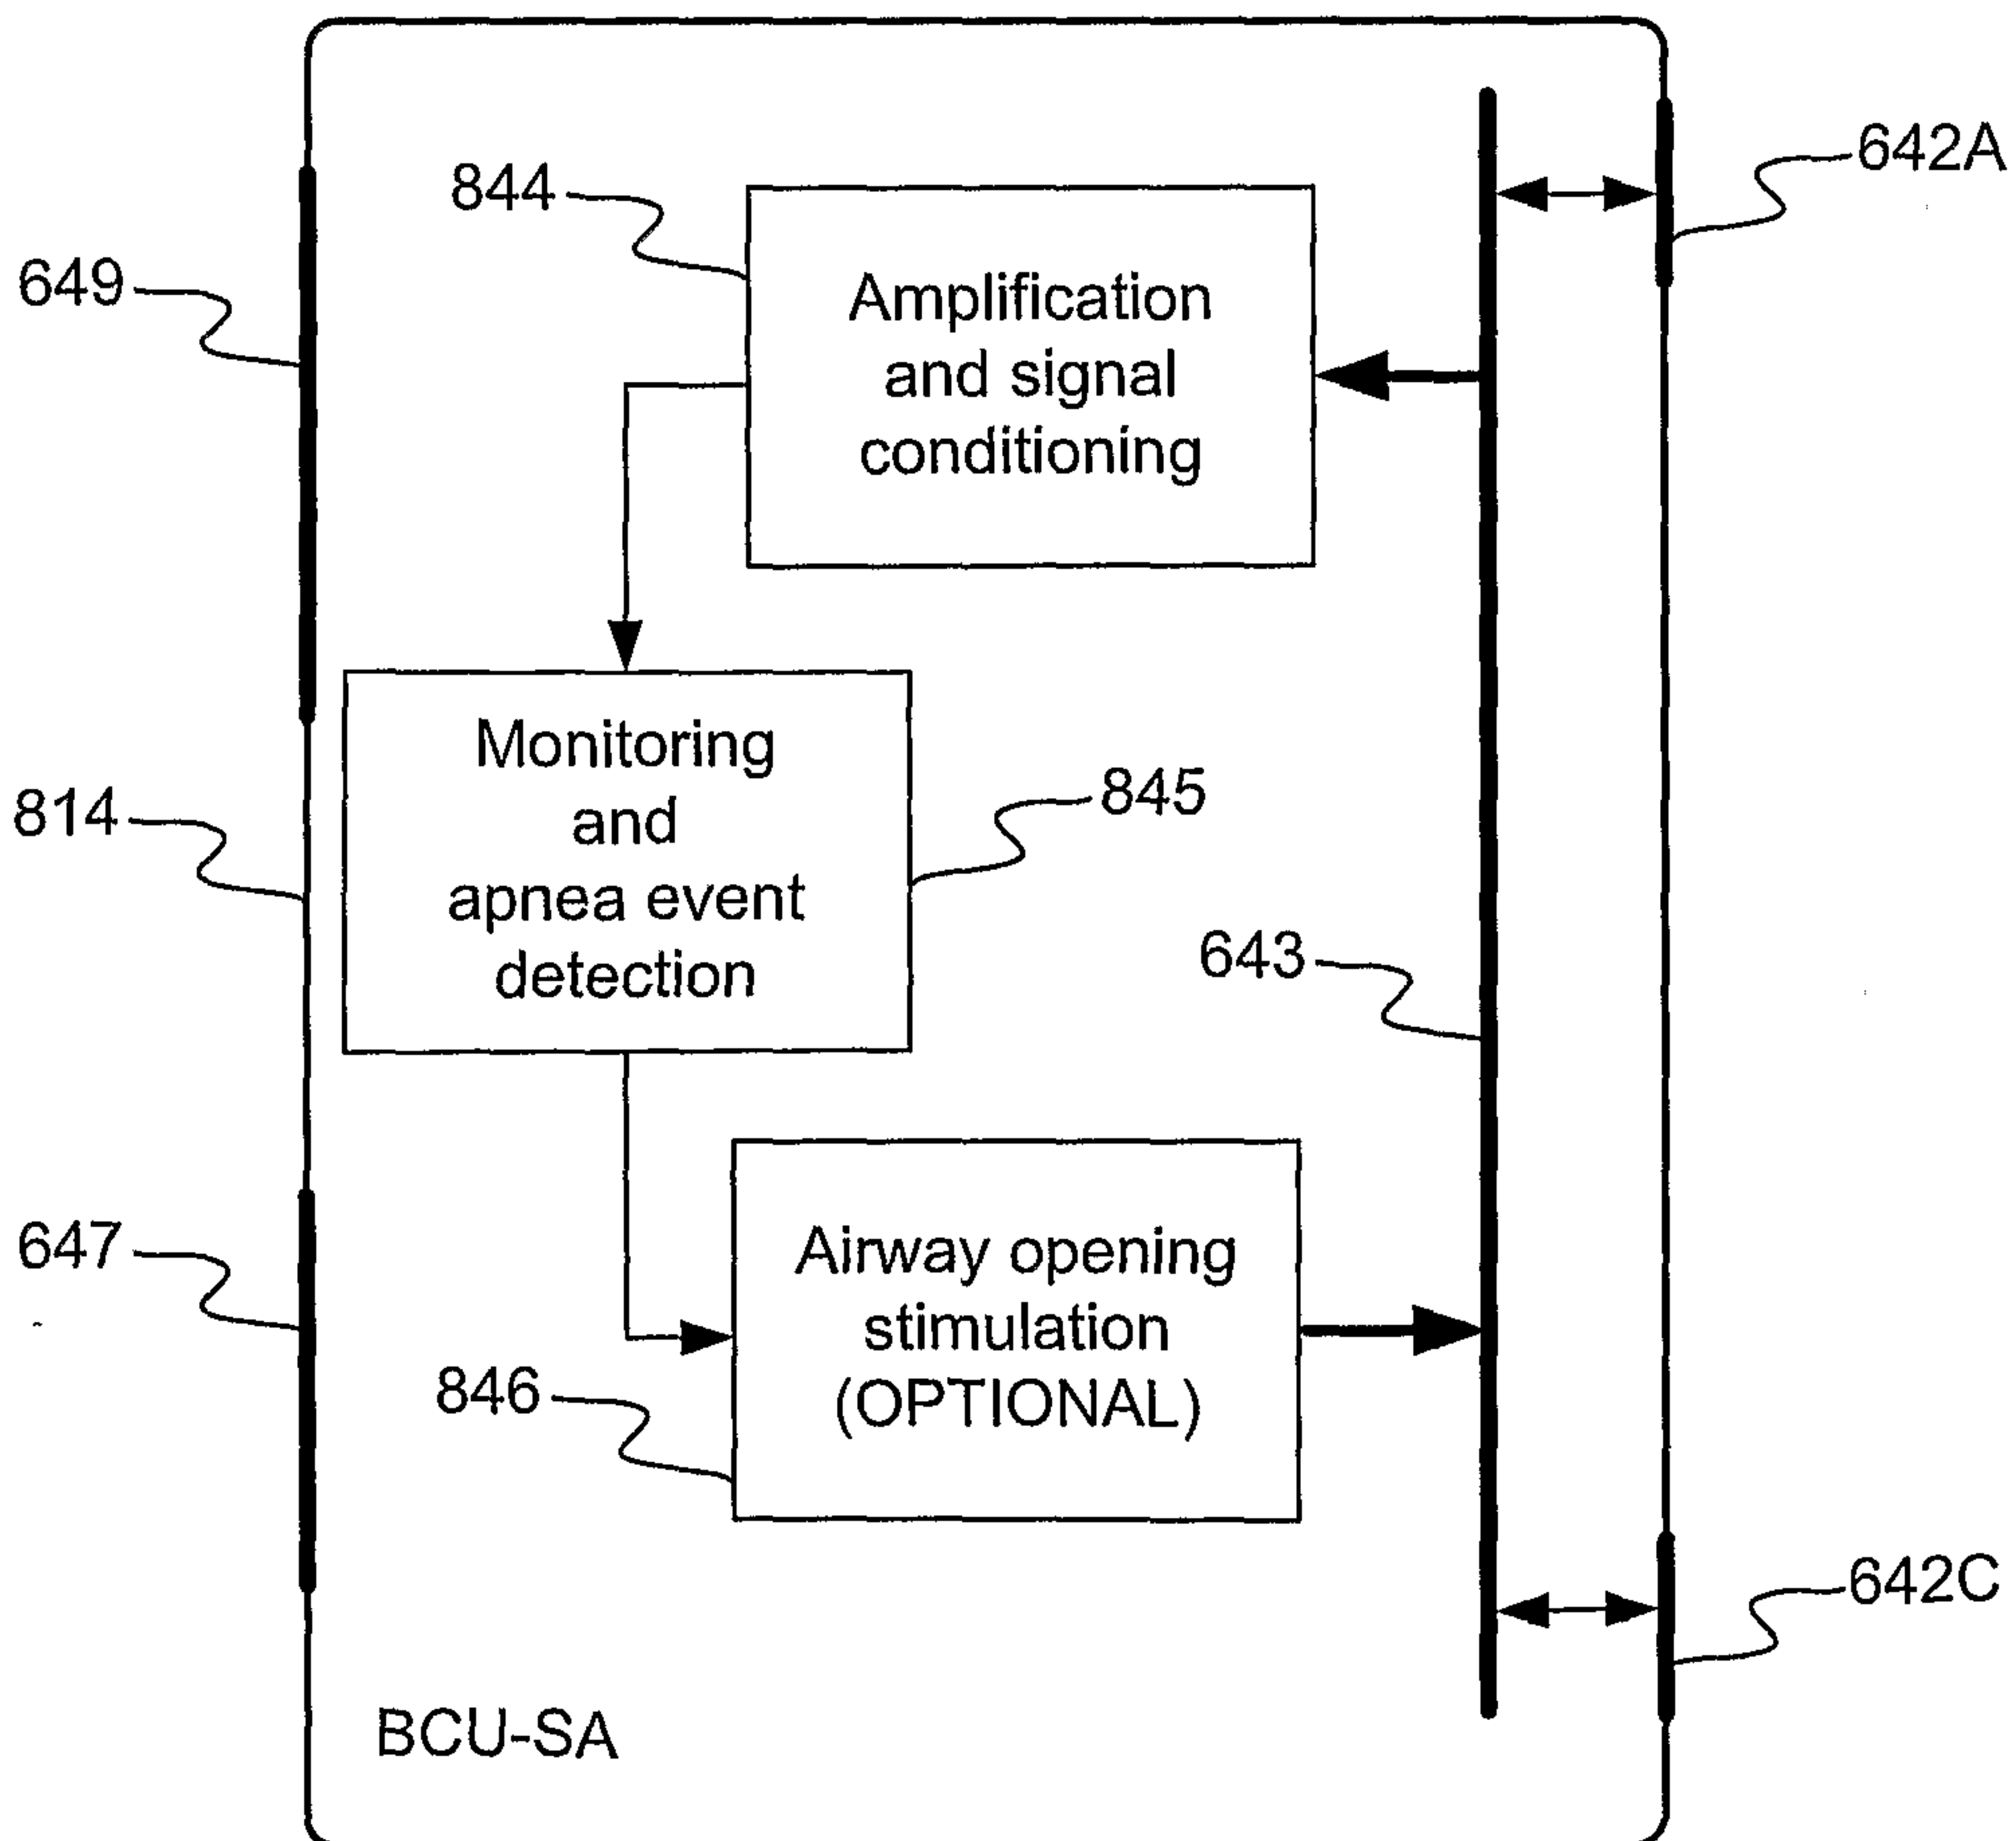 642A
844
649
Amplification
and signal
conditioning
Monitoring
and
apnea event
detection
845
814
643
647
Airway opening
stimulation
(OPTIONAL)
846
642C
BCU-SA